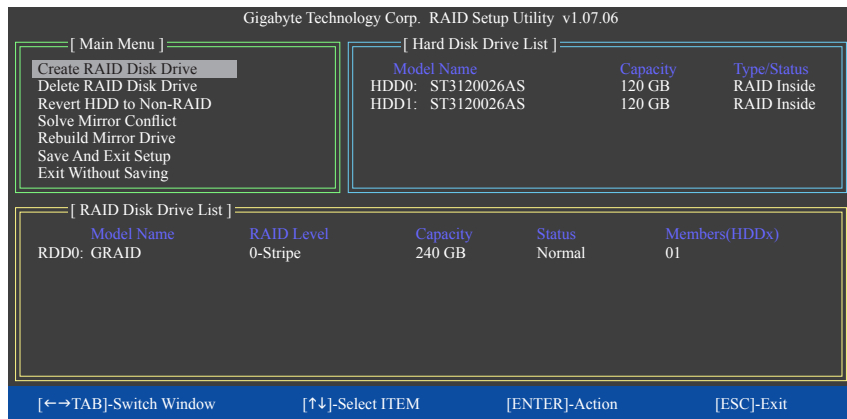 Gigabyte Technology Corp. RAID Setup Utility v1.07.06
[ Main Menu ]
Create RAID Disk Drive
Delete RAID Disk Drive
Revert HDD to Non-RAID
Solve Mirror Conflict
Rebuild Mirror Drive
Save And Exit Setup
Exit Without Saving
[ Hard Disk Drive List ]
Model Name Capacity Type/Status
HDD0: ST3120026AS 120 GB RAID Inside
HDD1: ST3120026AS 120 GB RAID Inside
[ RAID Disk Drive List ]
Model Name RAID Level Capacity Status Members(HDDx)
RDD0: GRAID 0-Stripe 240 GB Normal 01
[←→TAB]-Switch Window [↑↓]-Select ITEM [ENTER]-Action [ESC]-Exit